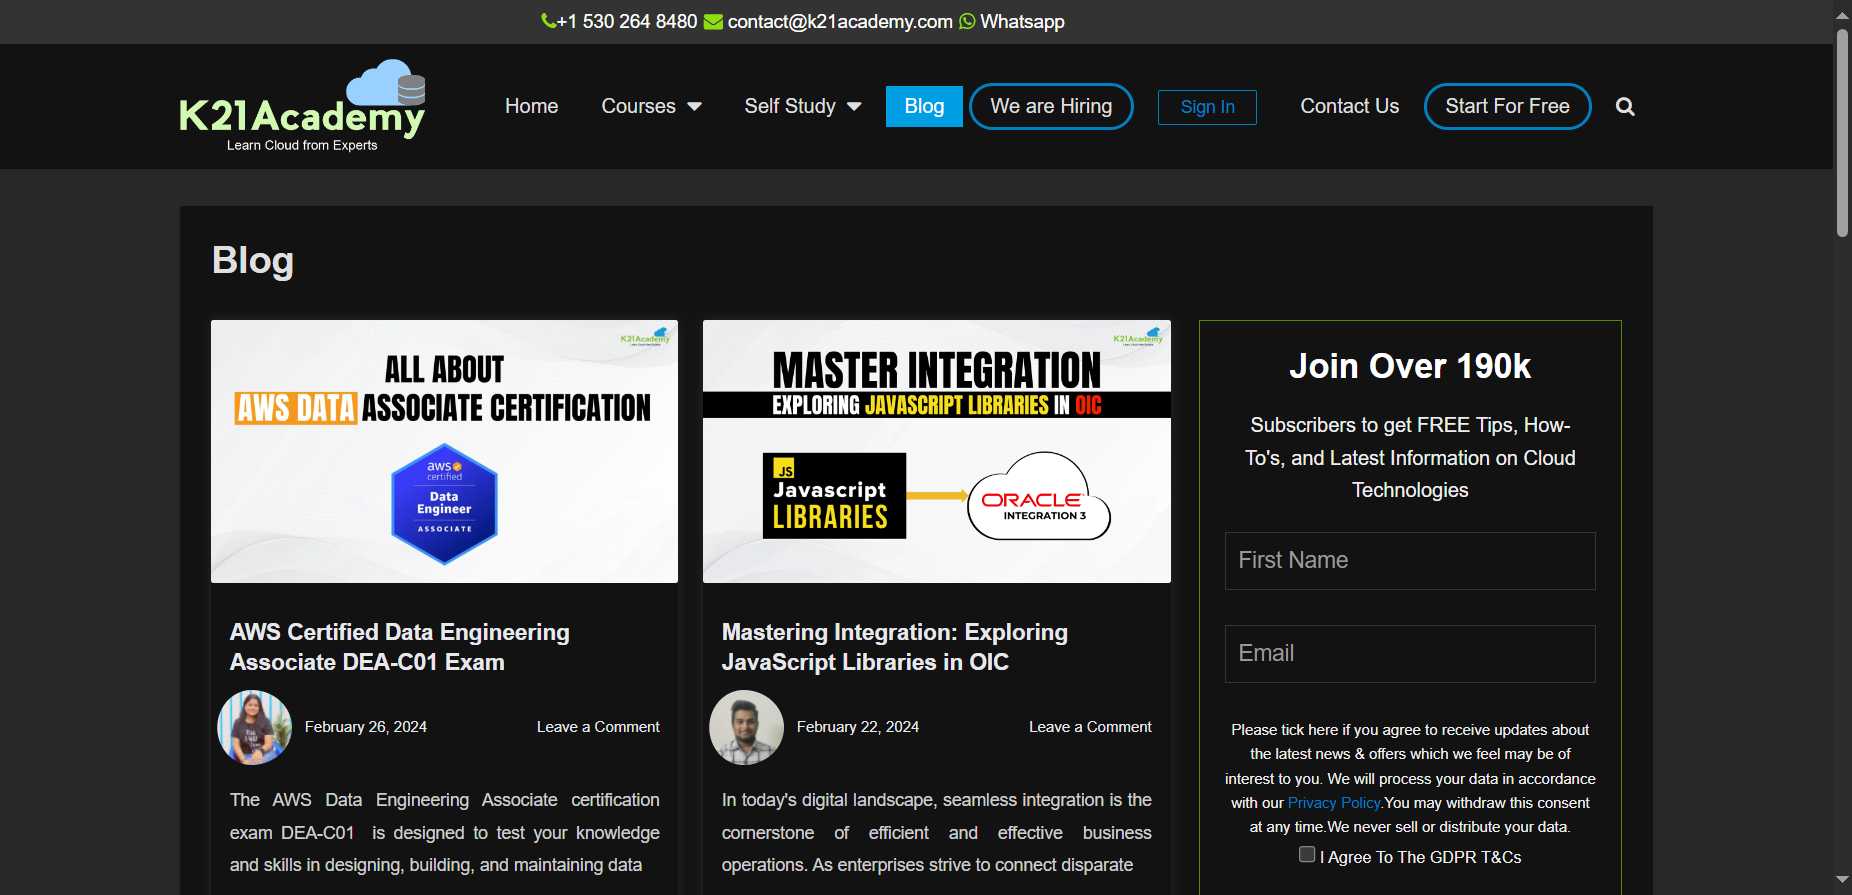 +1 530 264 8480 contact@k21academy.com Whatsapp
K21Academy
Learn Cloud from Experts
Home Courses Self Study Blog We are Hiring Sign In Contact Us Start For Free
Blog
K21Academy
ALL ABOUT
AWS DATA ASSOCIATE CERTIFICATION
aws
certified
Data
Engineer
ASSOCIATE
AWS Certified Data Engineering
Associate DEA-C01 Exam
February 26, 2024 Leave a Comment
The AWS Data Engineering Associate certification
exam DEA-C01 is designed to test your knowledge
and skills in designing, building, and maintaining data
K21Academy
MASTER INTEGRATION
EXPLORING JAVASCRIPT LIBRARIES IN OIC
JS
Javascript
LIBRARIES
ORACLE
INTEGRATION 3
Mastering Integration: Exploring
JavaScript Libraries in OIC
February 22, 2024 Leave a Comment
In today's digital landscape, seamless integration is the
cornerstone of efficient and effective business
operations. As enterprises strive to connect disparate
Join Over 190k
Subscribers to get FREE Tips, How-
To's, and Latest Information on Cloud
Technologies
First Name
Email
Please tick here if you agree to receive updates about
the latest news & offers which we feel may be of
interest to you. We will process your data in accordance
with our Privacy Policy.You may withdraw this consent
at any time.We never sell or distribute your data.
I Agree To The GDPR T&Cs